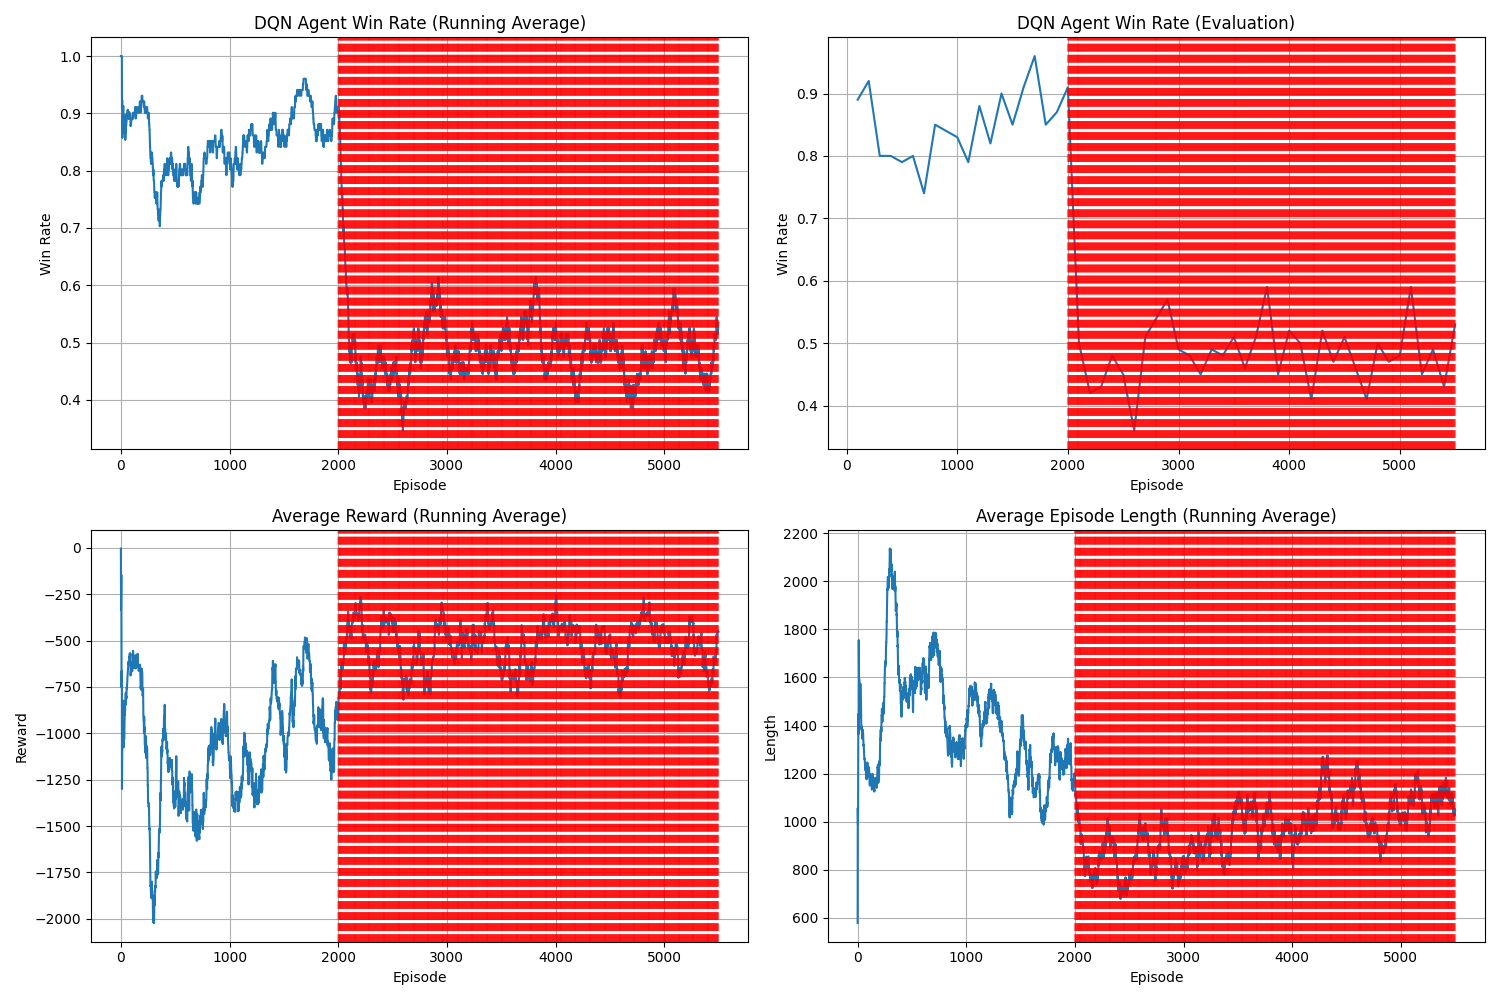 DQN Agent Win Rate (Running Average)
Win Rate
1.0
0.9
0.8
0.7
0.6
0.5
0.4
0 1000 2000 3000 4000 5000
Episode
DQN Agent Win Rate (Evaluation)
Win Rate
0.9
0.8
0.7
0.6
0.5
0.4
0 1000 2000 3000 4000 5000
Episode
Average Reward (Running Average)
Reward
0
−250
−500
−750
−1000
−1250
−1500
−1750
−2000
0 1000 2000 3000 4000 5000
Episode
Average Episode Length (Running Average)
Length
2200
2000
1800
1600
1400
1200
1000
800
600
0 1000 2000 3000 4000 5000
Episode